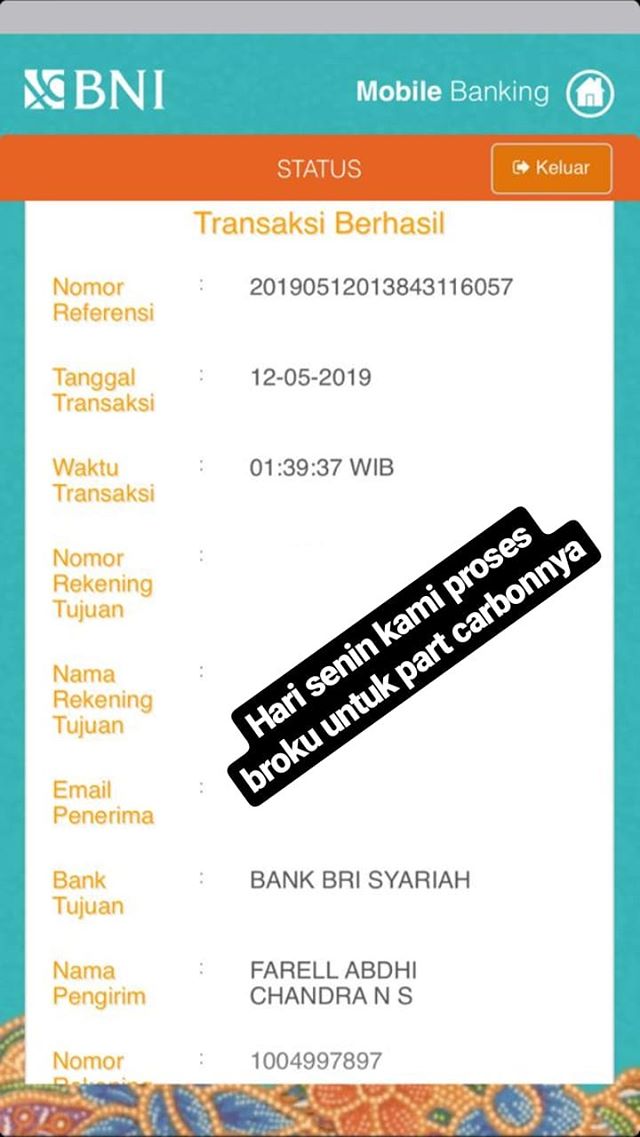 BNI Mobile Banking
STATUS Keluar
Transaksi Berhasil
Nomor Referensi : 20190512013843116057
Tanggal Transaksi : 12-05-2019
Waktu Transaksi : 01:39:37 WIB
Nomor Rekening Tujuan :
Nama Rekening Tujuan :
Email Penerima :
Hari senin kami proses
broku untuk part carbonnya
Bank Tujuan : BANK BRI SYARIAH
Nama Pengirim : FARELL ABDHI CHANDRA N S
Nomor Rekening : 1004997897